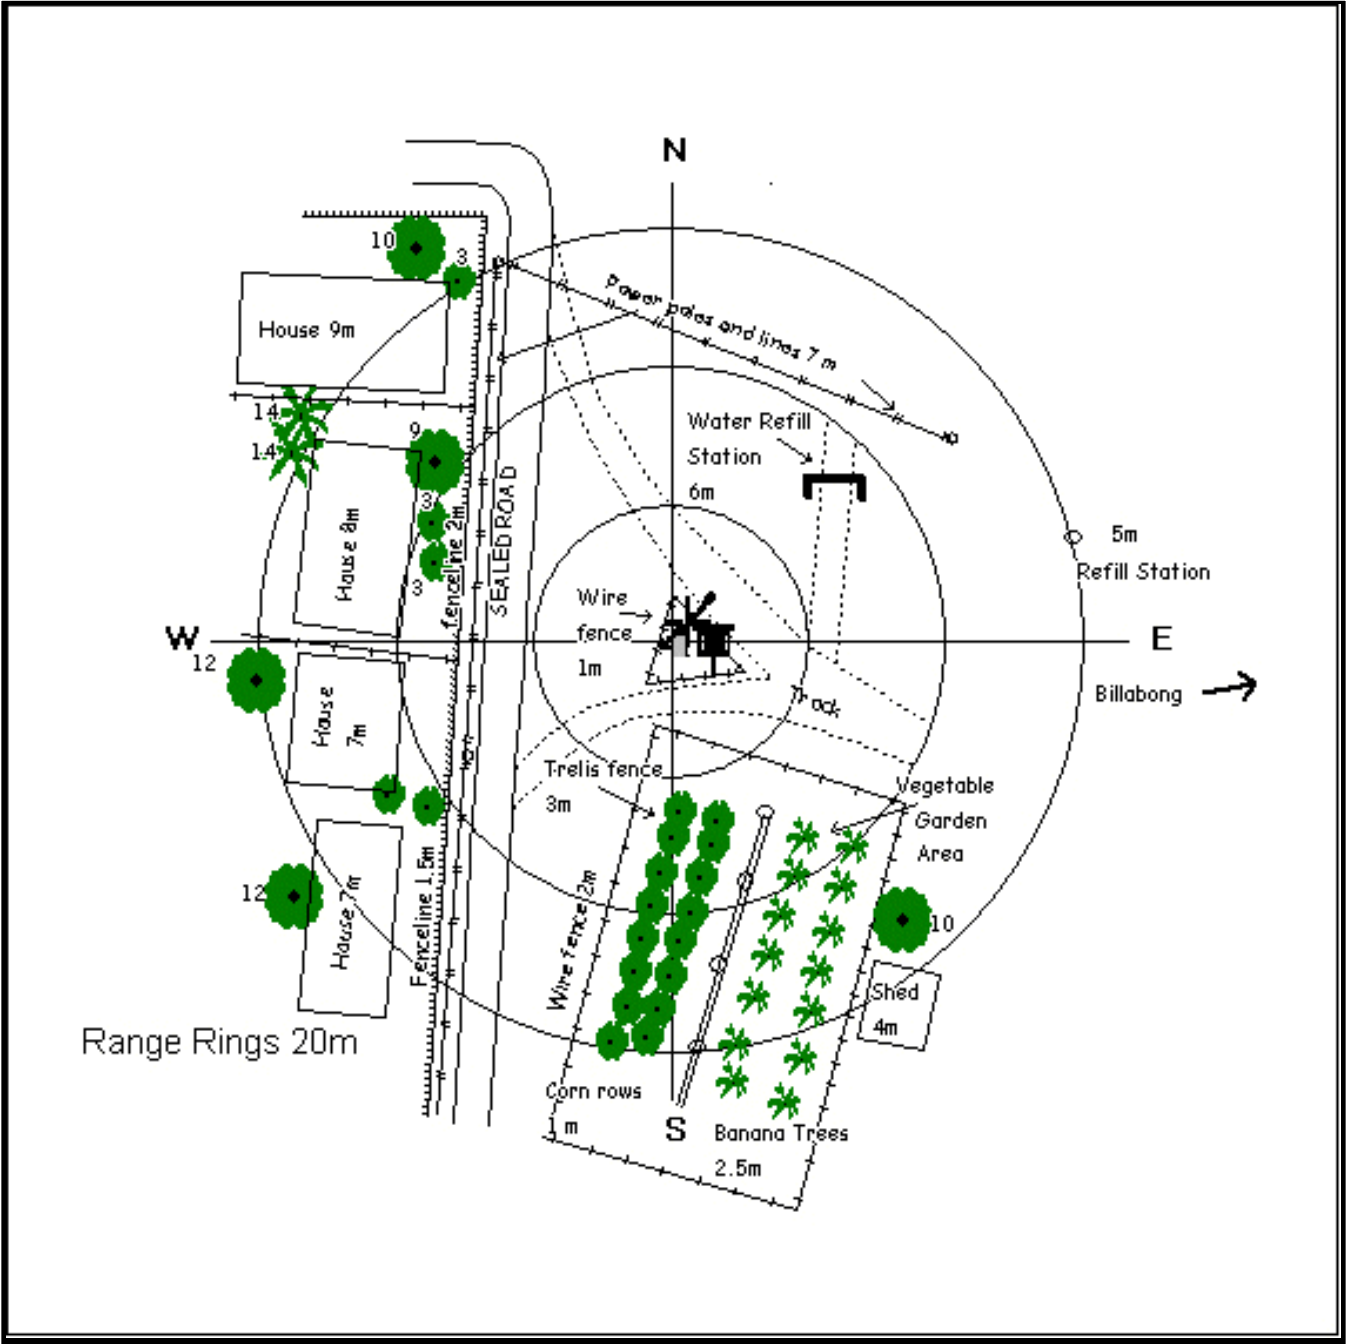 N
10
3
power poles and lines 7 m
House 9m
14
14
9
Water Refill
Station
6m
3
House 8m
fenceline 2m
SEALED ROAD
5m
Refill Station
3
Wire
fence
1m
W
E
12
Billabong
House
7m
Track
Trelis fence
3m
Vegetable
Garden
Area
12
House 7m
Fenceline 1.5m
Wire fence 2m
10
Shed
4m
Range Rings 20m
Corn rows
1 m
S
Banana Trees
2.5m